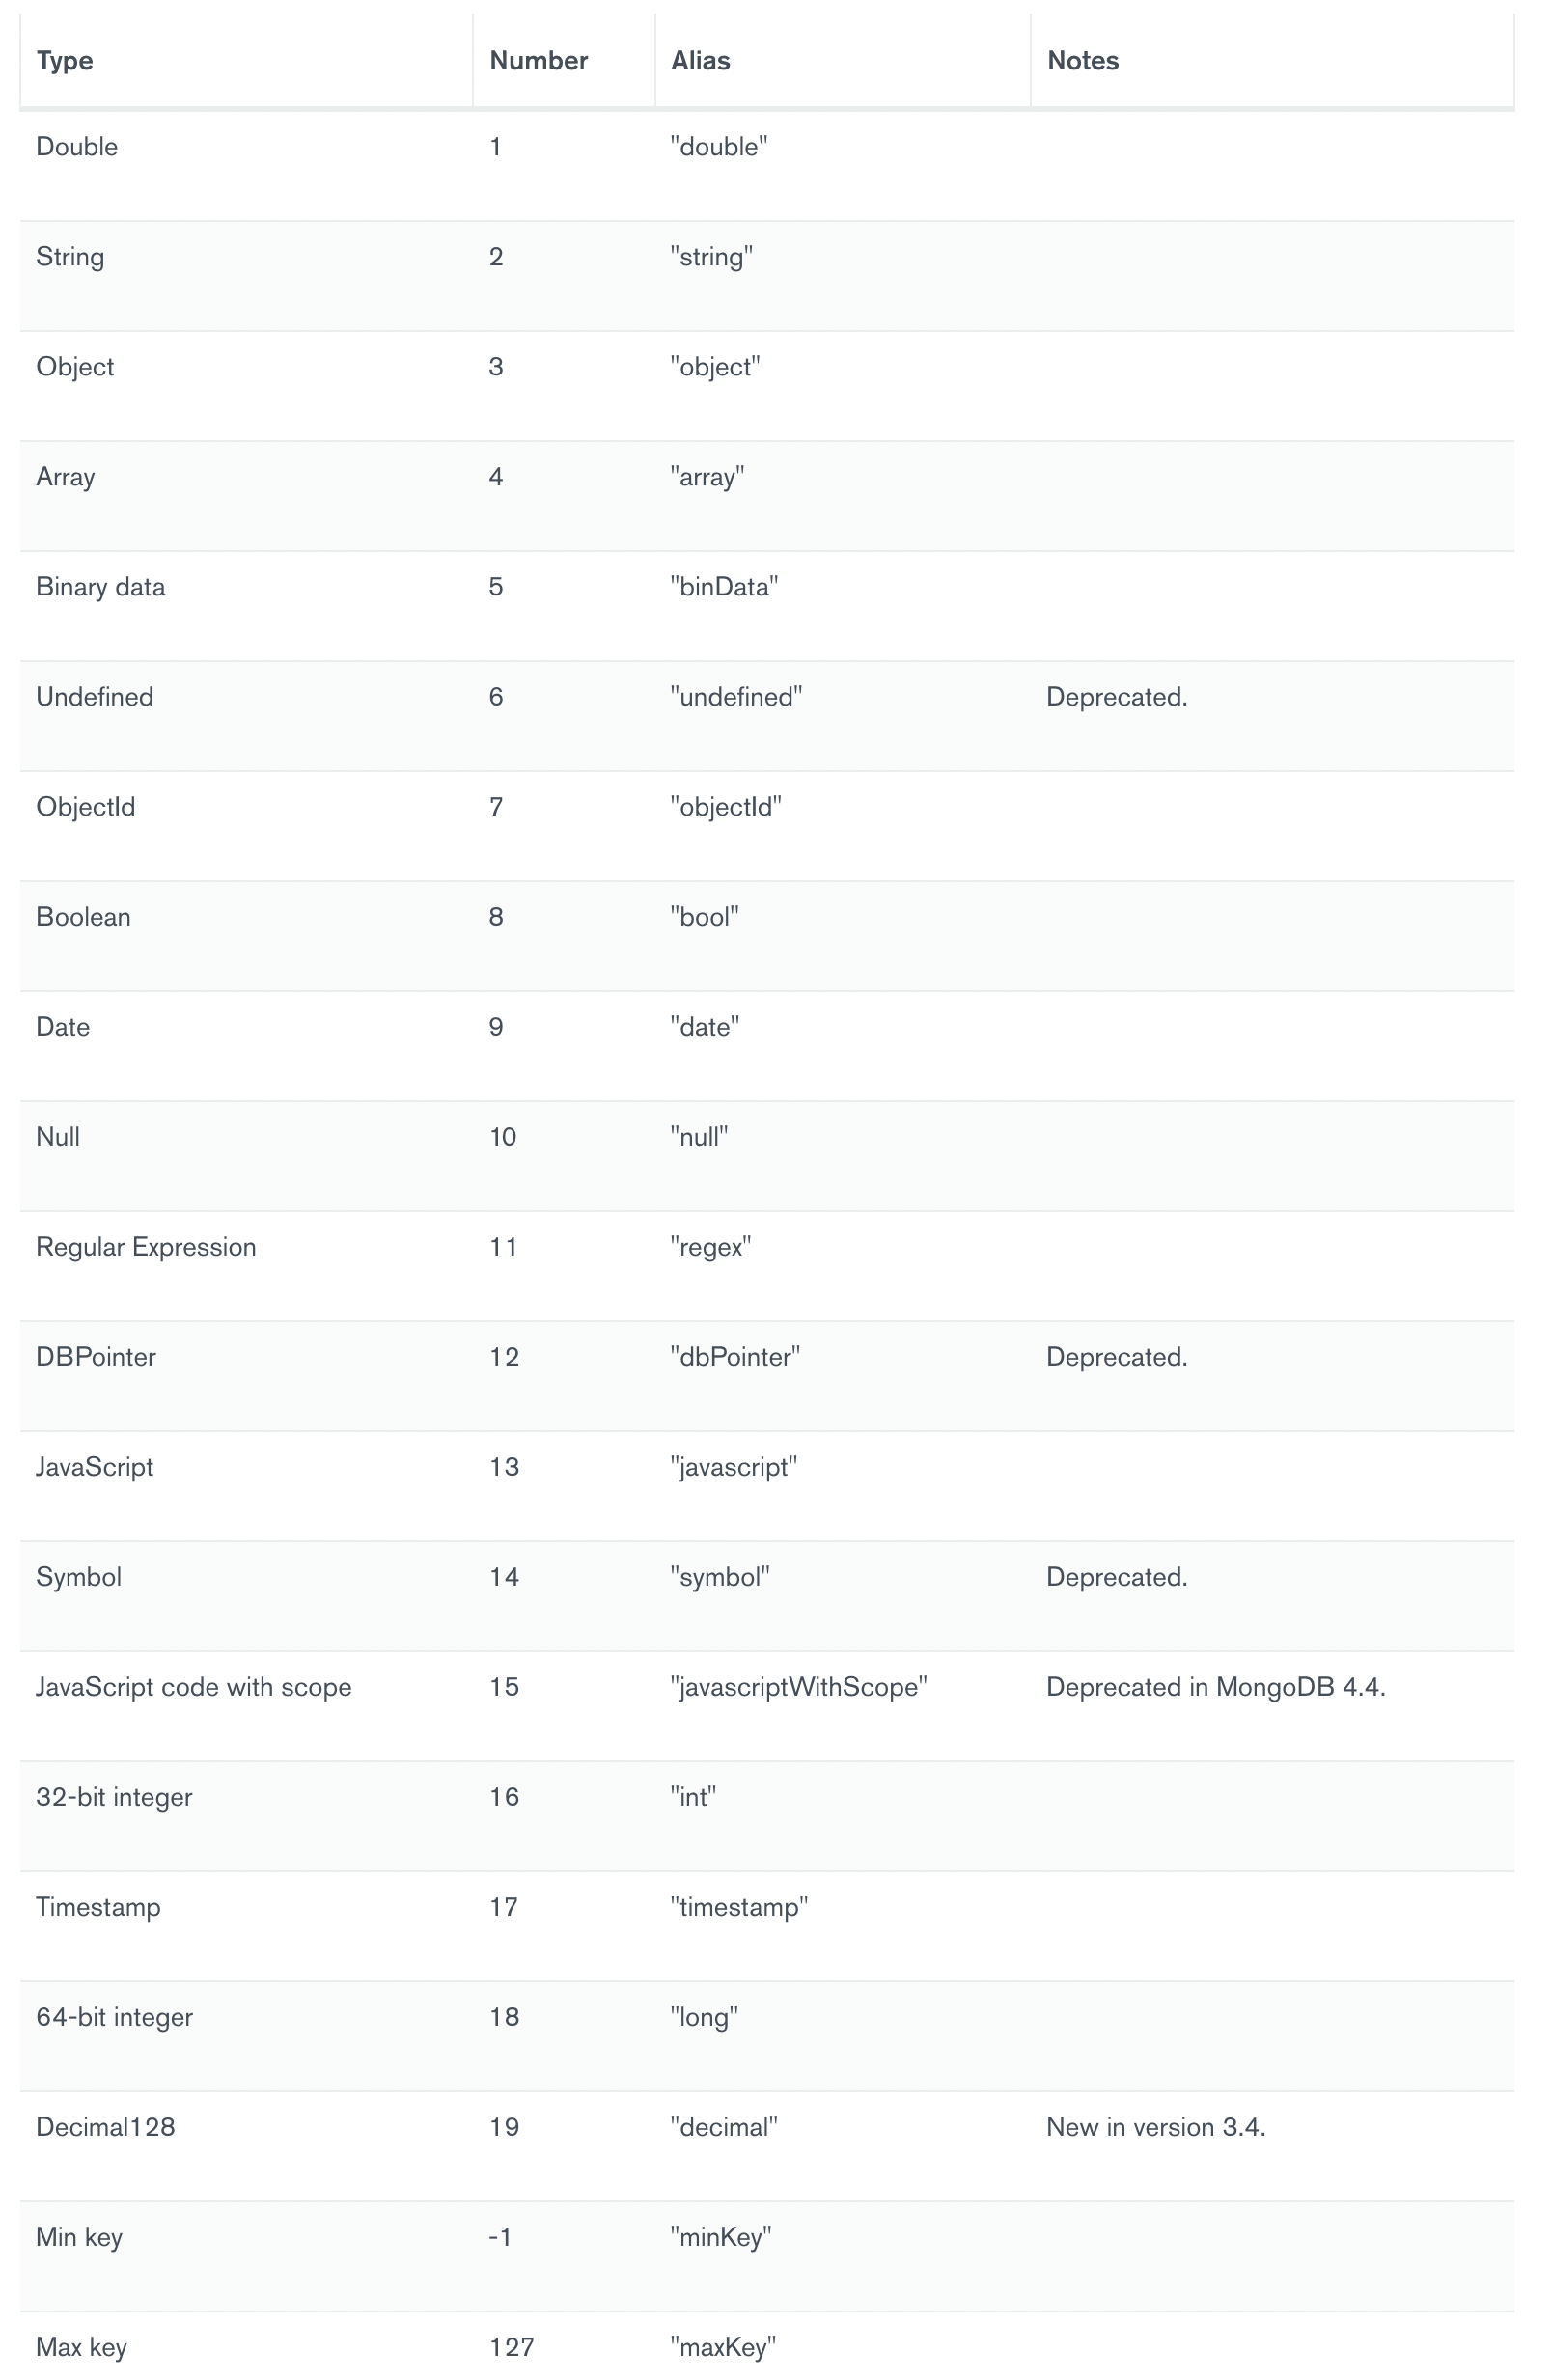 Type Number Alias Notes
Double 1 "double"
String 2 "string"
Object 3 "object"
Array 4 "array"
Binary data 5 "binData"
Undefined 6 "undefined" Deprecated.
ObjectId 7 "objectId"
Boolean 8 "bool"
Date 9 "date"
Null 10 "null"
Regular Expression 11 "regex"
DBPointer 12 "dbPointer" Deprecated.
JavaScript 13 "javascript"
Symbol 14 "symbol" Deprecated.
JavaScript code with scope 15 "javascriptWithScope" Deprecated in MongoDB 4.4.
32-bit integer 16 "int"
Timestamp 17 "timestamp"
64-bit integer 18 "long"
Decimal128 19 "decimal" New in version 3.4.
Min key -1 "minKey"
Max key 127 "maxKey"